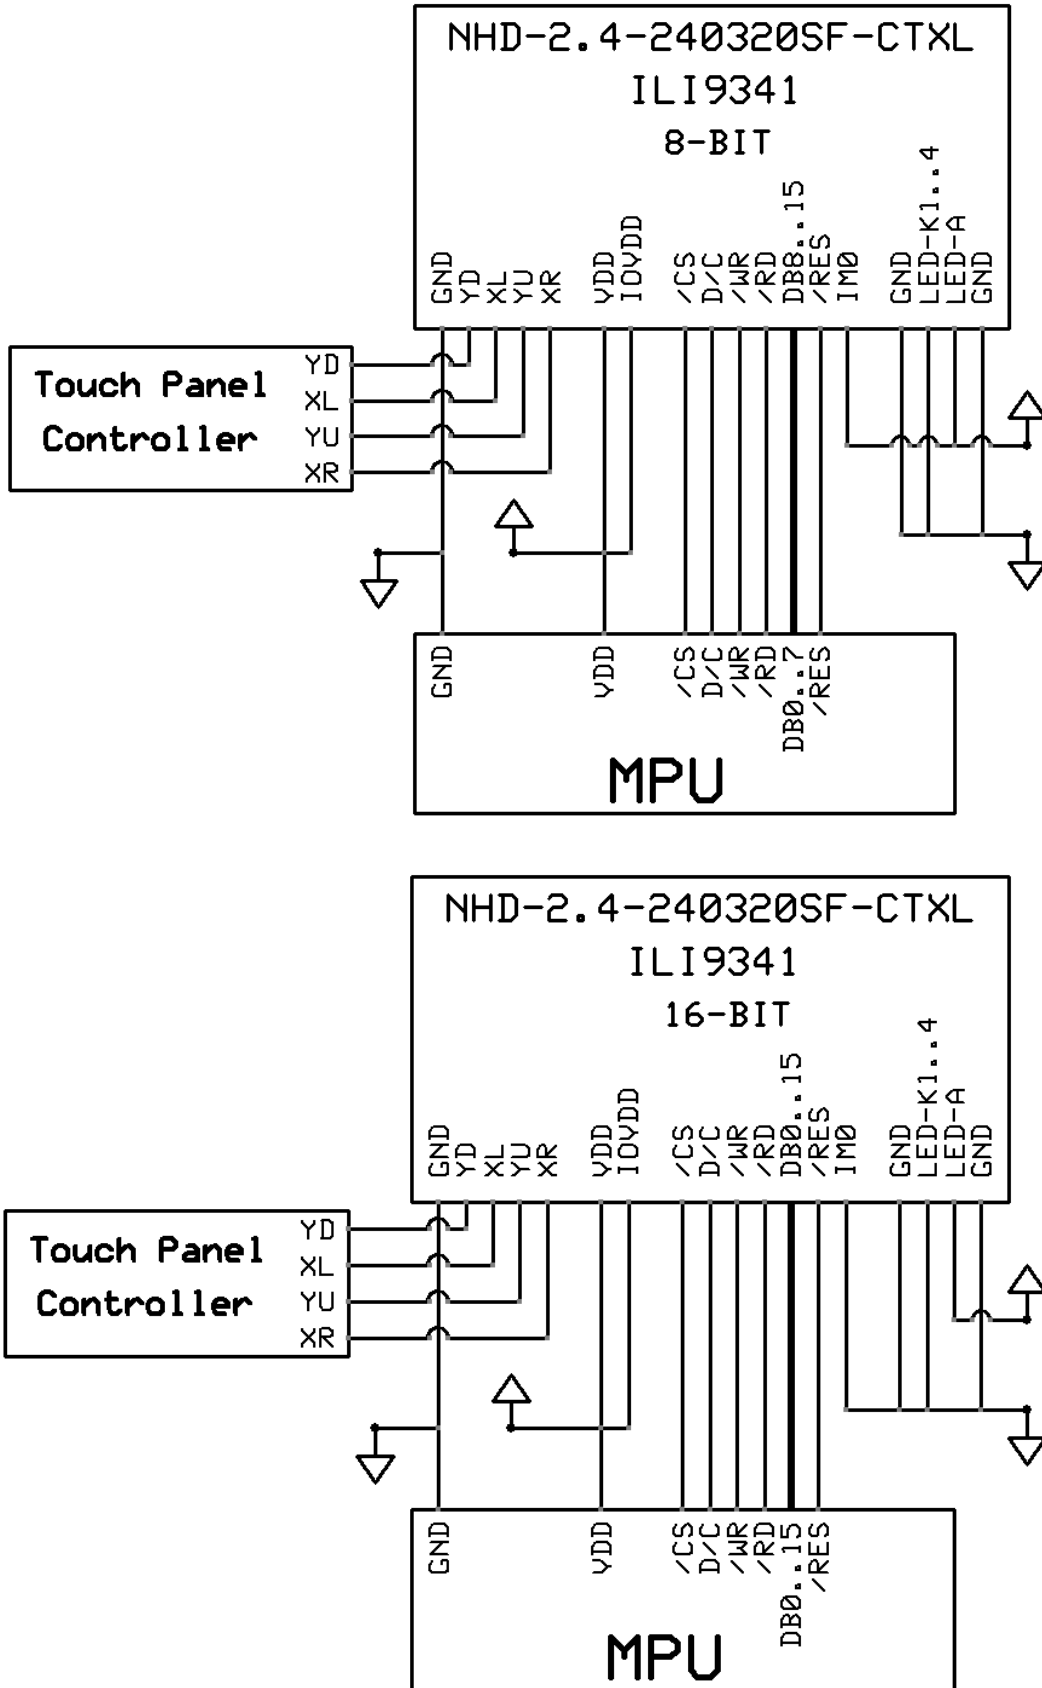 NHD-2.4-240320SF-CTXL
ILI9341
8-BIT
GND
YD
XL
YU
XR
VDD
IOVDD
/CS
D/C
/WR
/RD
DB8..15
/RES
IM0
GND
LED-K1..4
LED-A
GND
Touch Panel
Controller
YD
XL
YU
XR
GND
VDD
/CS
D/C
/WR
/RD
DB0..7
/RES
MPU
NHD-2.4-240320SF-CTXL
ILI9341
16-BIT
GND
YD
XL
YU
XR
VDD
IOVDD
/CS
D/C
/WR
/RD
DB0..15
/RES
IM0
GND
LED-K1..4
LED-A
GND
Touch Panel
Controller
YD
XL
YU
XR
GND
VDD
/CS
D/C
/WR
/RD
DB0..15
/RES
MPU